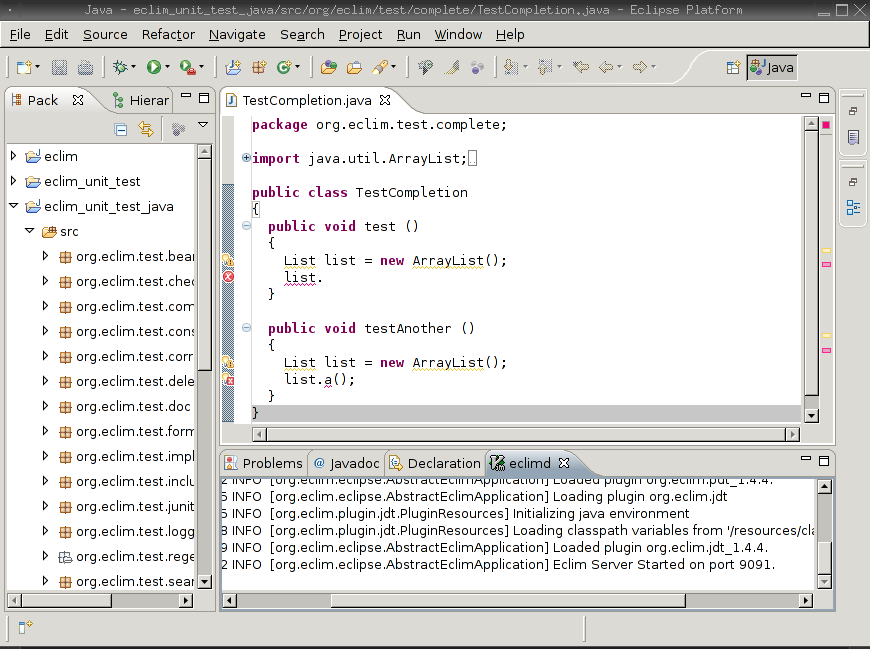 Java - eclim_unit_test_java/src/org/eclim/test/complete/TestCompletion.java - Eclipse Platform
File Edit Source Refactor Navigate Search Project Run Window Help
Java
Pack Hierar
eclim
eclim_unit_test
eclim_unit_test_java
src
org.eclim.test.bear
org.eclim.test.chec
org.eclim.test.com
org.eclim.test.cons
org.eclim.test.corr
org.eclim.test.dele
org.eclim.test.doc
org.eclim.test.form
org.eclim.test.impl
org.eclim.test.inclu
org.eclim.test.junit
org.eclim.test.logg
org.eclim.test.rege
org.eclim.test.sear
TestCompletion.java
package org.eclim.test.complete;
import java.util.ArrayList;
public class TestCompletion
{
public void test ()
{
List list = new ArrayList();
list.
}
public void testAnother ()
{
List list = new ArrayList();
list.a();
}
}
Problems @ Javadoc Declaration eclimd
2 INFO [org.eclim.eclipse.AbstractEclimApplication] Loaded plugin org.eclim.pdt_1.4.4.
5 INFO [org.eclim.eclipse.AbstractEclimApplication] Loading plugin org.eclim.jdt
5 INFO [org.eclim.plugin.jdt.PluginResources] Initializing java environment
8 INFO [org.eclim.plugin.jdt.PluginResources] Loading classpath variables from '/resources/cla
9 INFO [org.eclim.eclipse.AbstractEclimApplication] Loaded plugin org.eclim.jdt_1.4.4.
2 INFO [org.eclim.eclipse.AbstractEclimApplication] Eclim Server Started on port 9091.